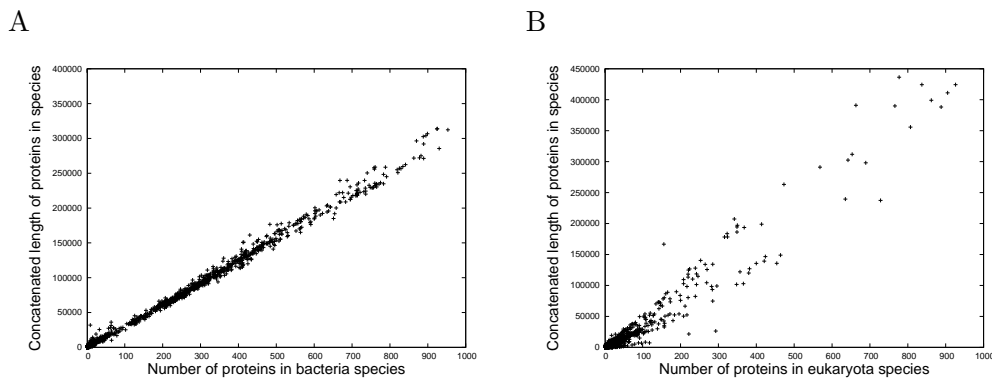 A
Concatenated length of proteins in species
400000
350000
300000
250000
200000
150000
100000
50000
0
0 100 200 300 400 500 600 700 800 900 1000
Number of proteins in bacteria species
B
Concatenated length of proteins in species
450000
400000
350000
300000
250000
200000
150000
100000
50000
0
0 100 200 300 400 500 600 700 800 900 1000
Number of proteins in eukaryota species